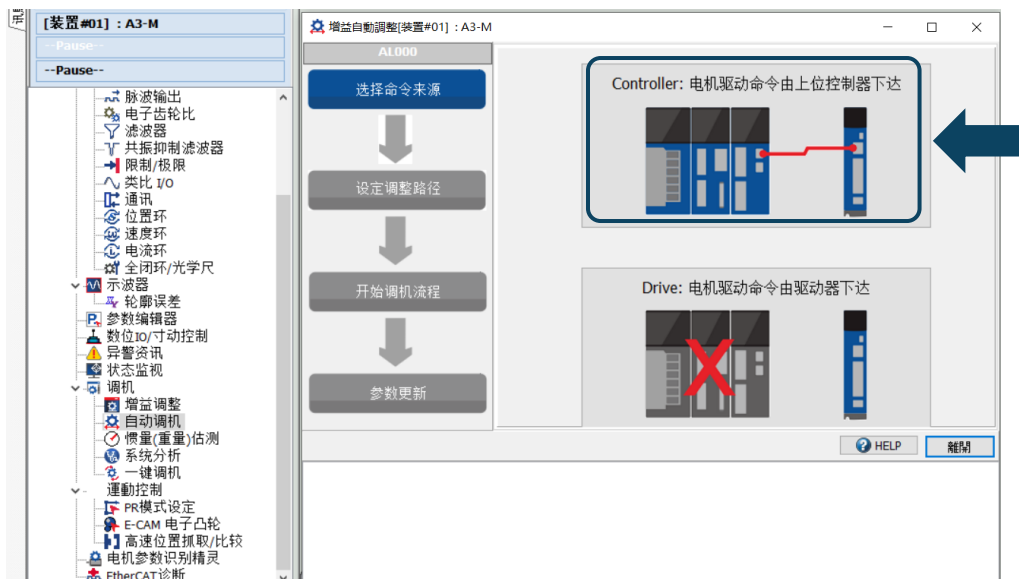 讯
[装置#01] : A3-M
--Pause--
--Pause--
脉波输出
电子齿轮比
滤波器
共振抑制滤波器
限制/极限
类比 I/O
通讯
位置环
速度环
电流环
全闭环/光学尺
示波器
轮廓误差
参数编辑器
数位IO/寸动控制
异警资讯
状态监视
调机
增益调整
自动调机
惯量(重量)估测
系统分析
一键调机
運動控制
PR模式设定
E-CAM 电子凸轮
高速位置抓取/比较
电机参数识别精灵
EtherCAT诊断
增益自動調整[装置#01] : A3-M
AL000
选择命令来源
设定调整路径
开始调机流程
参数更新
Controller: 电机驱动命令由上位控制器下达
Drive: 电机驱动命令由驱动器下达
HELP
離開